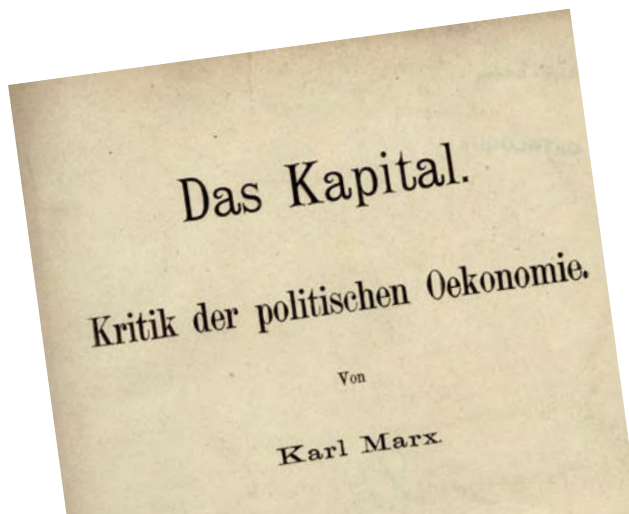 Das Kapital.
Kritik der politischen Oekonomie.
Von
Karl Marx.